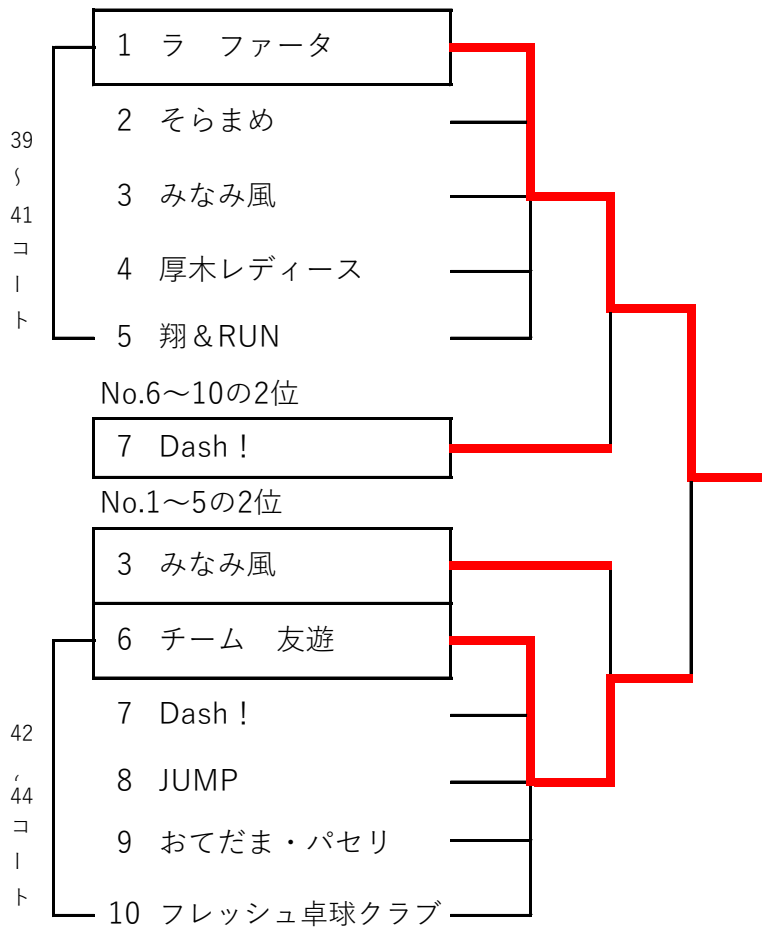 1 ラ　ファータ
2 そらまめ
3 みなみ風
4 厚木レディース
5 翔＆RUN
39～41コート
No.6～10の2位
7 Dash！
No.1～5の2位
3 みなみ風
6 チーム　友遊
7 Dash！
8 JUMP
9 おてだま・パセリ
10 フレッシュ卓球クラブ
42～44コート